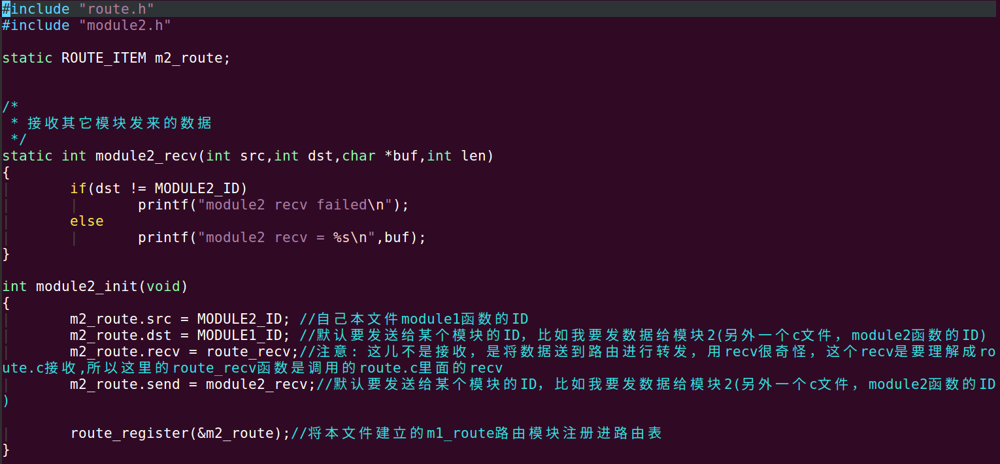 #include "route.h"
#include "module2.h"
static ROUTE_ITEM m2_route;
/*
 * 接收其它模块发来的数据
 */
static int module2_recv(int src,int dst,char *buf,int len)
{
        if(dst != MODULE2_ID)
                printf("module2 recv failed\n");
        else
                printf("module2 recv = %s\n",buf);
}
int module2_init(void)
{
        m2_route.src = MODULE2_ID; //自己本文件module1函数的ID
        m2_route.dst = MODULE1_ID; //默认要发送给某个模块的ID，比如我要发数据给模块2(另外一个c文件，module2函数的ID)
        m2_route.recv = route_recv;//注意：这儿不是接收，是将数据送到路由进行转发，用recv很奇怪，这个recv是要理解成ro
ute.c接收,所以这里的route_recv函数是调用的route.c里面的recv
        m2_route.send = module2_recv;//默认要发送给某个模块的ID，比如我要发数据给模块2(另外一个c文件，module2函数的ID
)
        route_register(&m2_route);//将本文件建立的m1_route路由模块注册进路由表
}